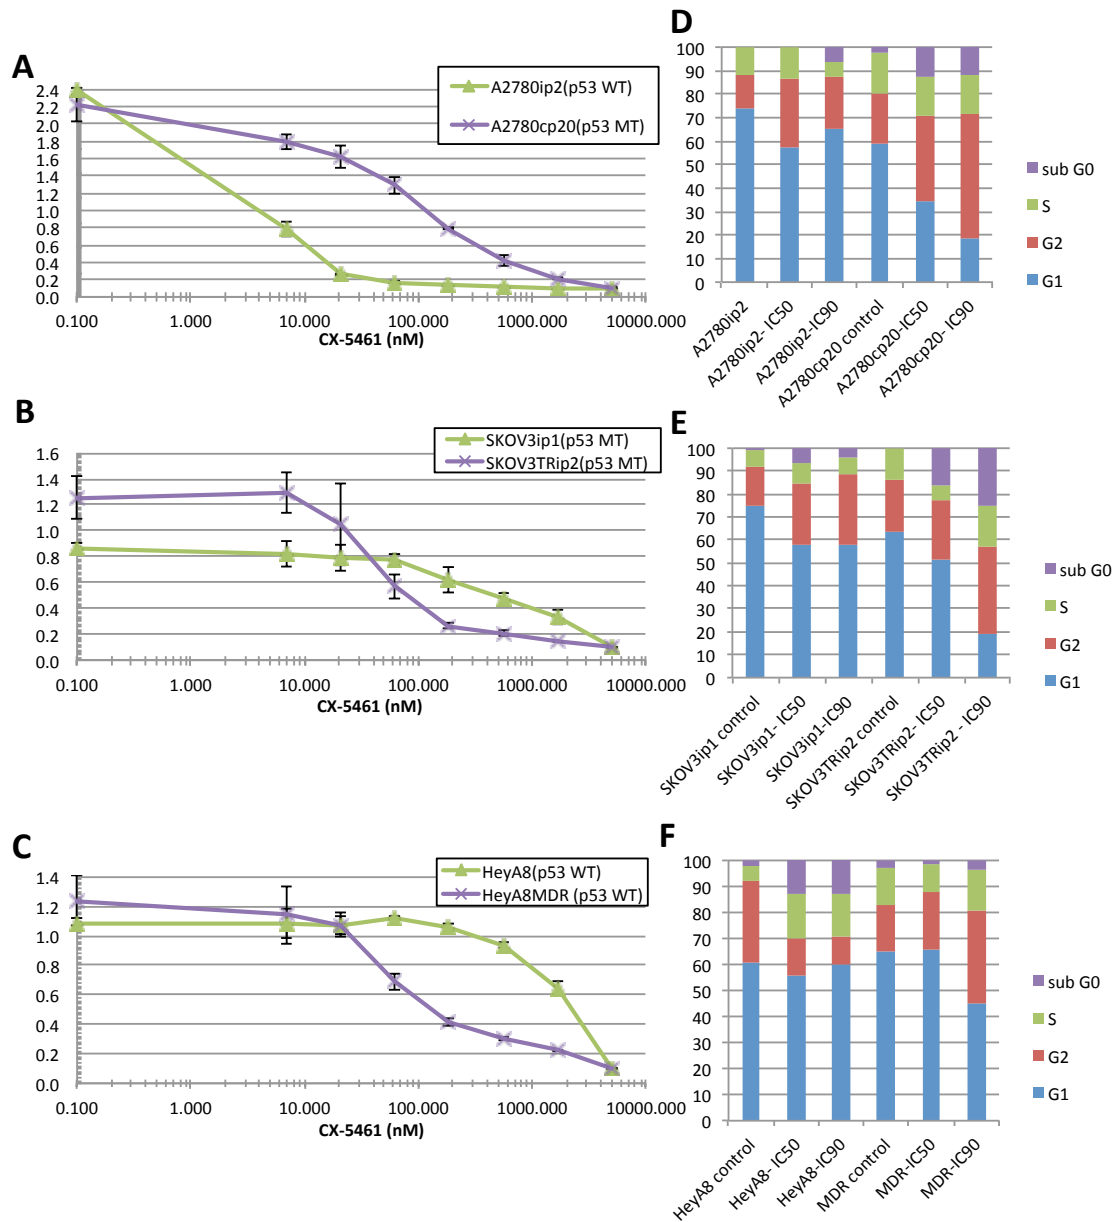 A
A2780ip2(p53 WT)
A2780cp20(p53 MT)
2.4
2.2
2.0
1.8
1.6
1.4
1.2
1.0
0.8
0.6
0.4
0.2
0.0
0.100 1.000 10.000 100.000 1000.000 10000.000
CX-5461 (nM)
D
100
90
80
70
60
50
40
30
20
10
0
sub G0
S
G2
G1
A2780ip2
A2780ip2- IC50
A2780ip2-IC90
A2780cp20 control
A2780cp20-IC50
A2780cp20- IC90
B
SKOV3ip1(p53 MT)
SKOV3TRip2(p53 MT)
1.6
1.4
1.2
1.0
0.8
0.6
0.4
0.2
0.0
0.100 1.000 10.000 100.000 1000.000 10000.000
CX-5461 (nM)
E
100
90
80
70
60
50
40
30
20
10
0
sub G0
S
G2
G1
SKOV3ip1 control
SKOV3ip1- IC50
SKOV3ip1-IC90
SKOV3TRip2 control
SKOV3TRip2- IC50
SKOV3TRip2 - IC90
C
HeyA8(p53 WT)
HeyA8MDR (p53 WT)
1.4
1.2
1.0
0.8
0.6
0.4
0.2
0.0
0.100 1.000 10.000 100.000 1000.000 10000.000
CX-5461 (nM)
F
100
90
80
70
60
50
40
30
20
10
0
sub G0
S
G2
G1
HeyA8 control
HeyA8- IC50
HeyA8-IC90
MDR control
MDR-IC50
MDR-IC90